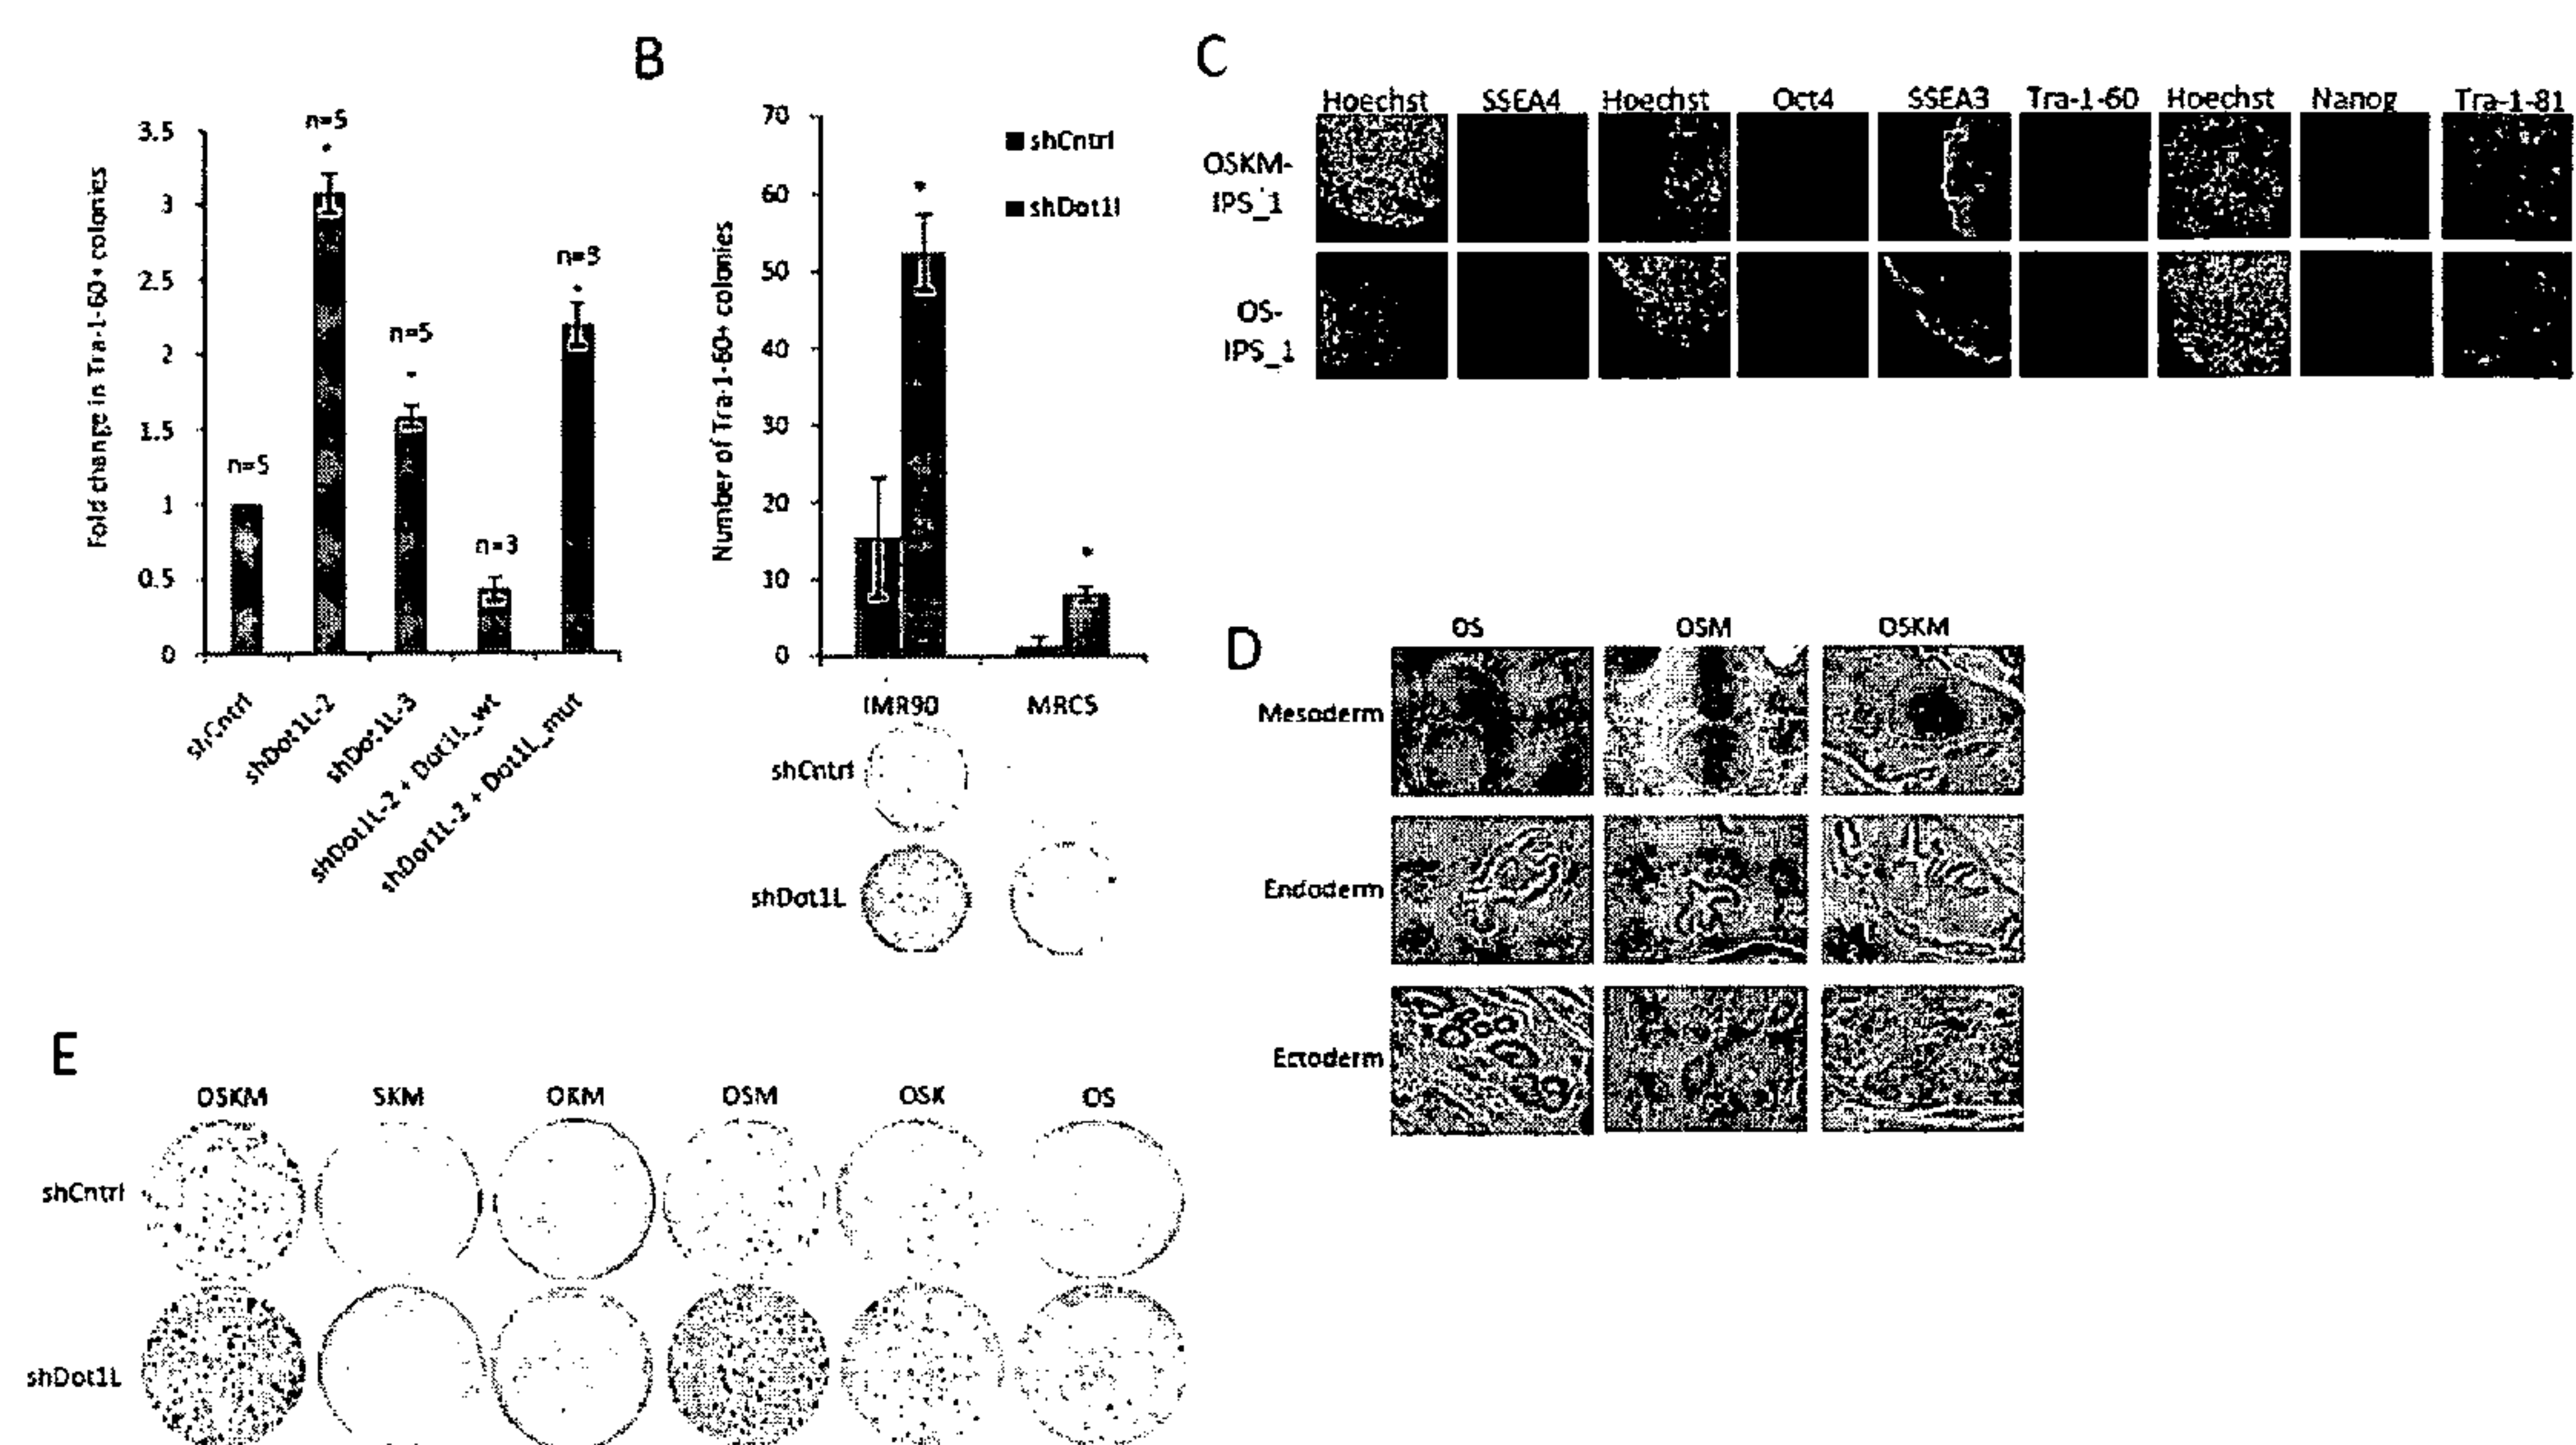 3.5
3
2.5
2
1.5
1
0.5
0
Fold change in Tra-1-60+ colonies
n=5
n=5
n=5
n=3
n=3
shCntrl
shDot1L-2
shDot1L-3
shDot1L-2 + Dot1L_wt
shDot1L-2 + Dot1L_mut
B
70
60
50
40
30
20
10
0
Number of Tra-1-60+ colonies
shCntrl
shDot1l
IMR90 MRC5
shCntrl
shDot1L
C
Hoechst SSEA4 Hoechst Oct4 SSEA3 Tra-1-60 Hoechst Nanog Tra-1-81
OSKM-
IPS_1
OS-
IPS_1
D
OS OSM OSKM
Mesoderm
Endoderm
Ectoderm
E
OSKM SKM OKM OSM OSK OS
shCntrl
shDot1L